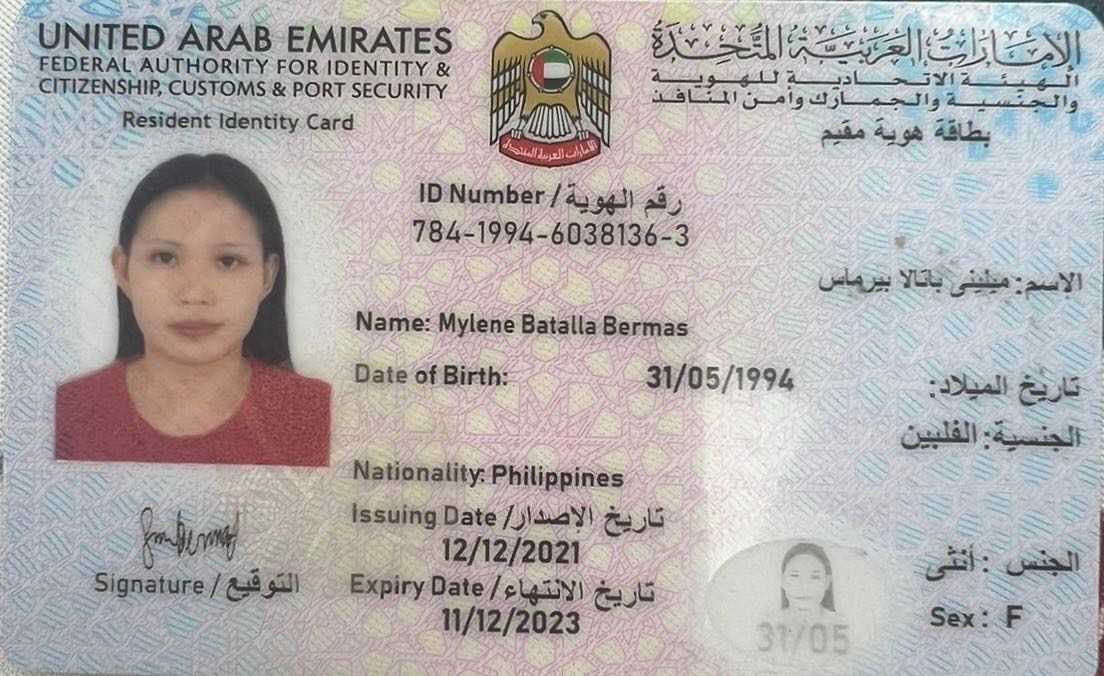 UNITED ARAB EMIRATES
FEDERAL AUTHORITY FOR IDENTITY &
CITIZENSHIP, CUSTOMS & PORT SECURITY
Resident Identity Card
الإمارات العربية المتحدة
الهيئة الاتحادية للهوية
والجنسية والجمارك وأمن المنافذ
بطاقة هوية مقيم
الإمارات العربية المتحدة
ID Number / رقم الهوية
784-1994-6038136-3
الإسم: ميلينى باتالا بيرماس
Name: Mylene Batalla Bermas
Date of Birth: 31/05/1994 تاريخ الميلاد:
الجنسية: الفلبين
Nationality: Philippines
Issuing Date / تاريخ الإصدار
12/12/2021
Expiry Date / تاريخ الانتهاء
11/12/2023
Signature / التوقيع
الجنس : أنثى
Sex : F
31/05